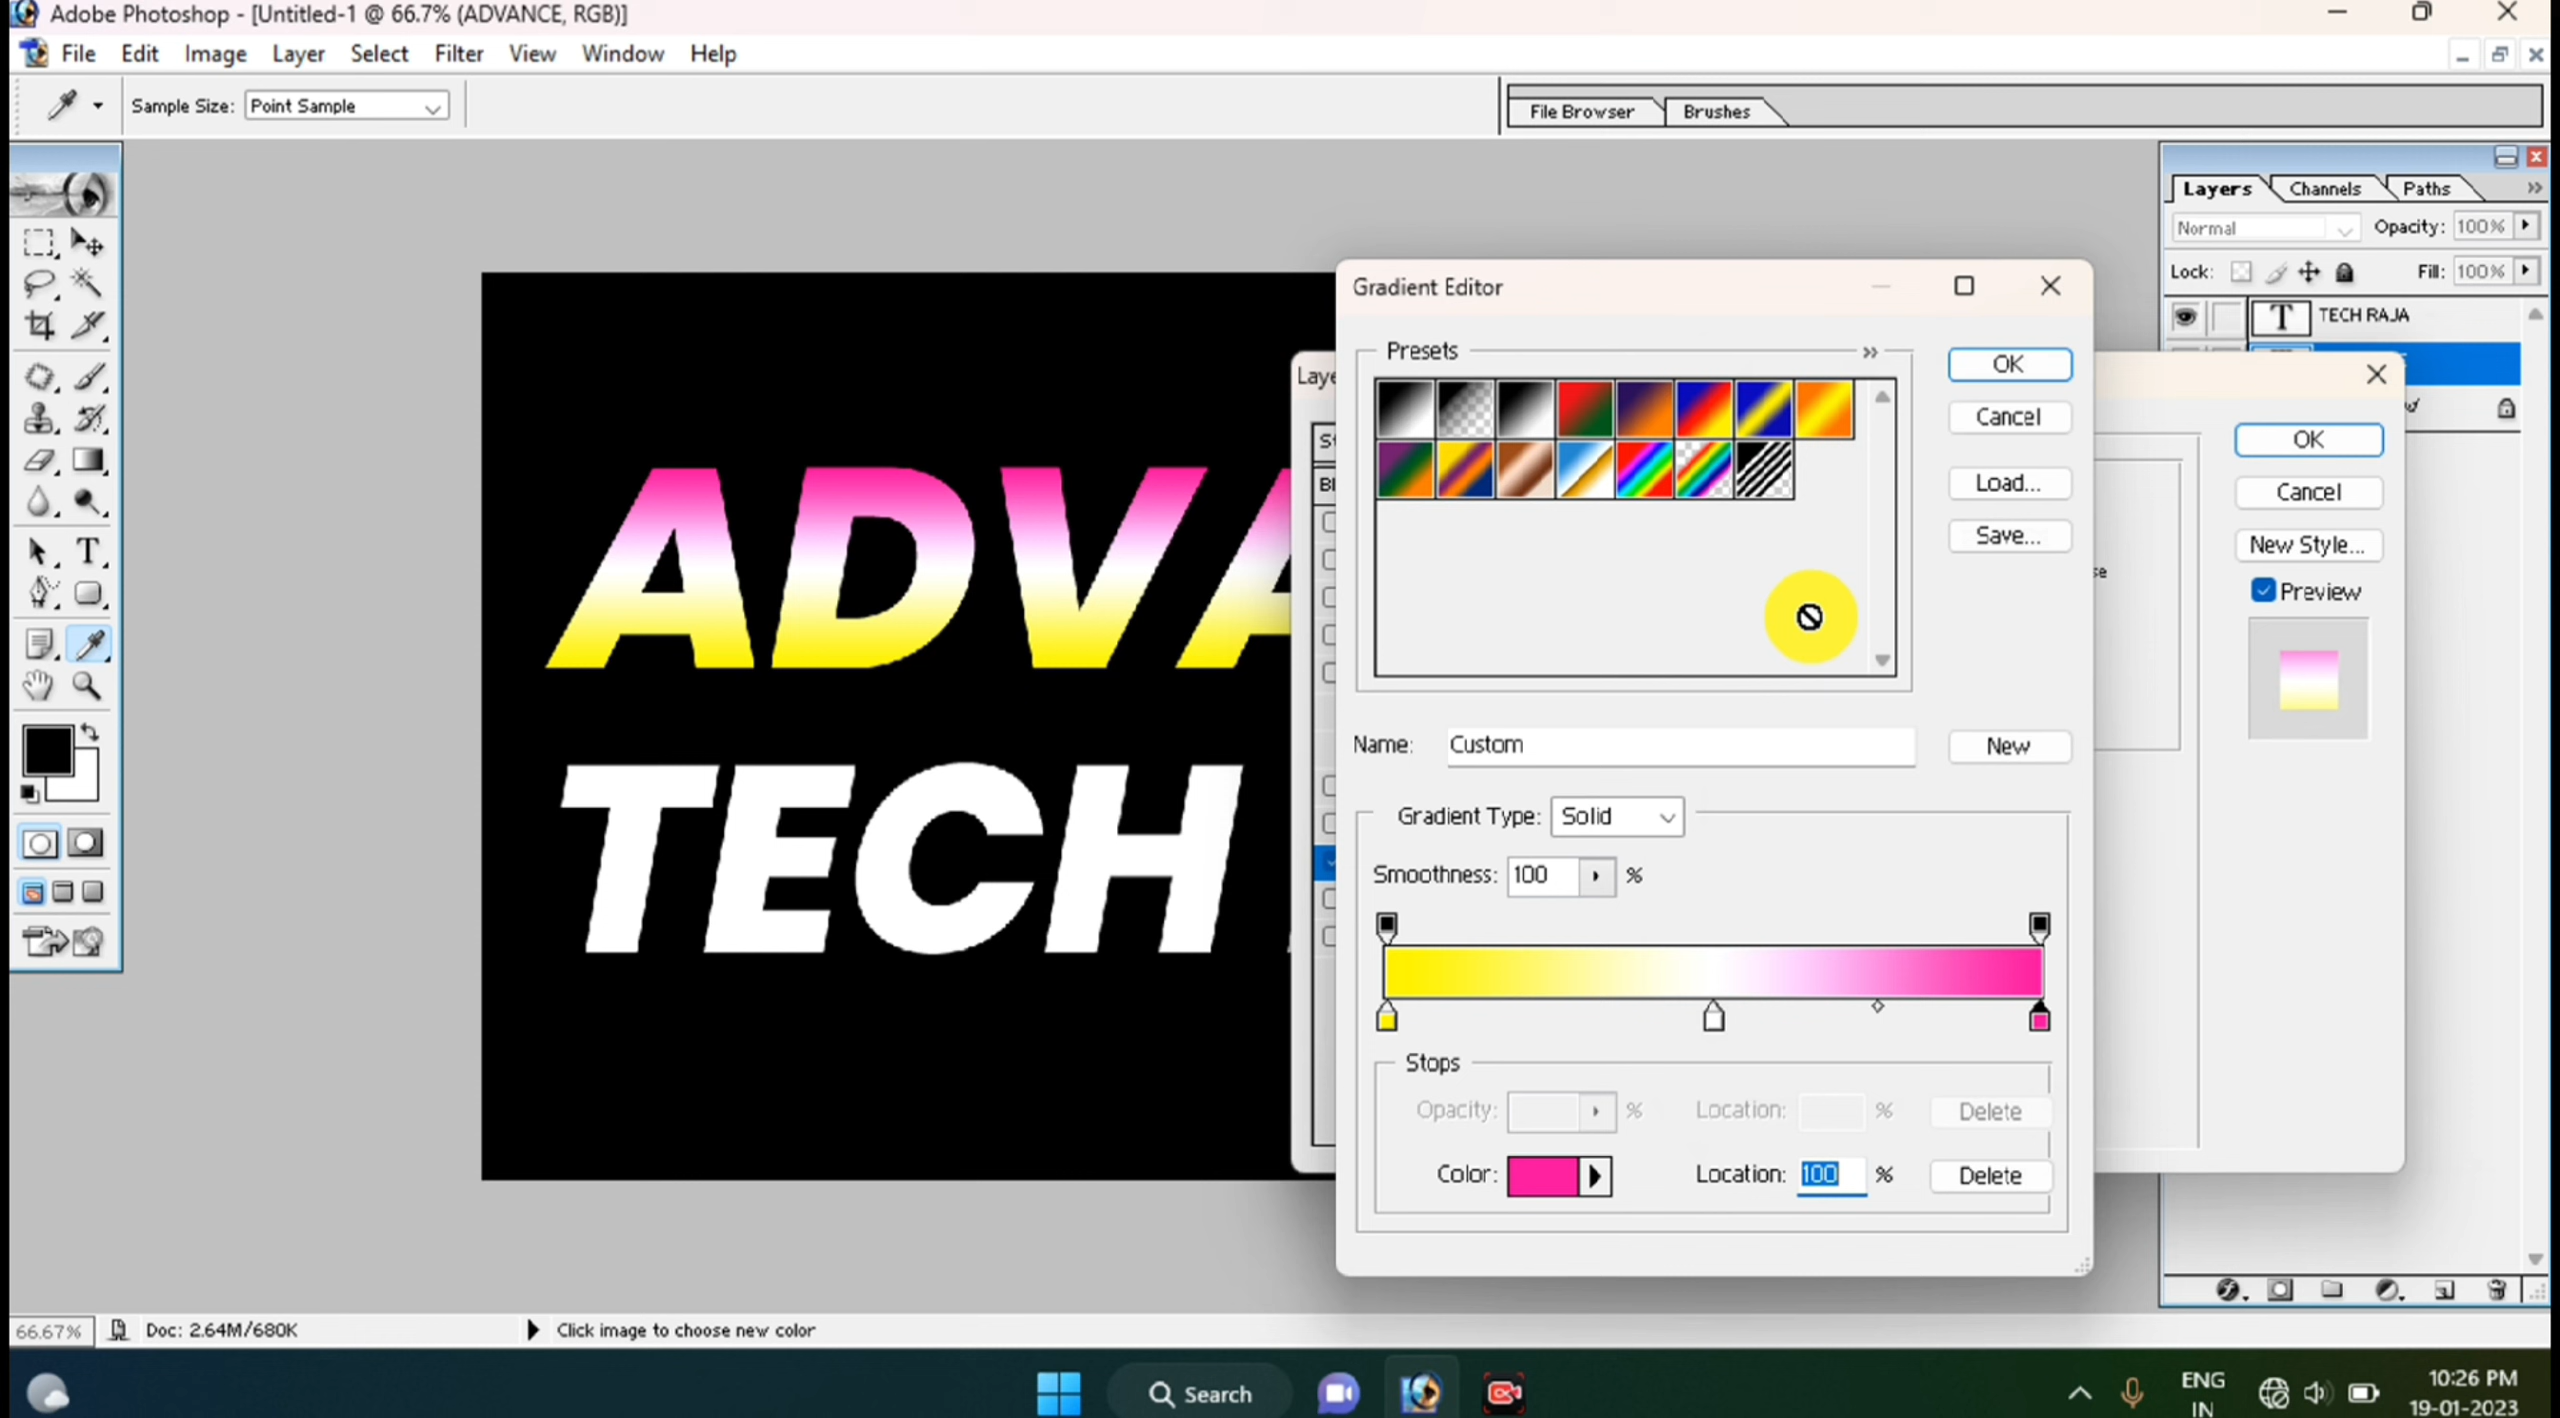 Adobe Photoshop - [Untitled-1 @ 66.7% (ADVANCE, RGB)]
File Edit Image Layer Select Filter View Window Help
Sample Size: Point Sample
File Browser Brushes
Layers Channels Paths
Normal Opacity: 100%
Lock: Fill: 100%
TECH RAJA
Gradient Editor
Presets
OK
Cancel
Load...
Save...
Name: Custom
New
Gradient Type: Solid
Smoothness: 100 %
Stops
Opacity: % Location: % Delete
Color: Location: 100 % Delete
OK
Cancel
New Style...
Preview
ADVA
TECH
66.67% Doc: 2.64M/680K Click image to choose new color
Search
ENG
IN
10:26 PM
19-01-2023